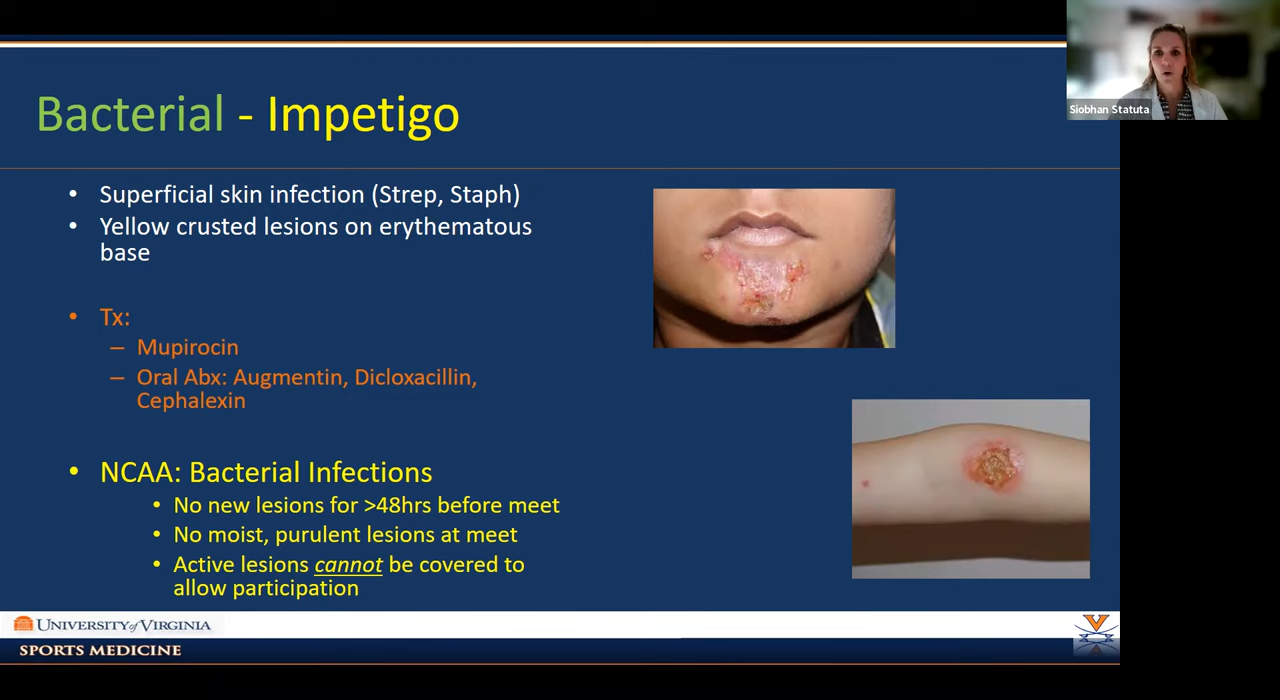 Siobhan Statuta
Bacterial - Impetigo
• Superficial skin infection (Strep, Staph)
• Yellow crusted lesions on erythematous
base
• Tx:
– Mupirocin
– Oral Abx: Augmentin, Dicloxacillin,
Cephalexin
• NCAA: Bacterial Infections
• No new lesions for >48hrs before meet
• No moist, purulent lesions at meet
• Active lesions cannot be covered to
allow participation
UNIVERSITY of VIRGINIA
SPORTS MEDICINE